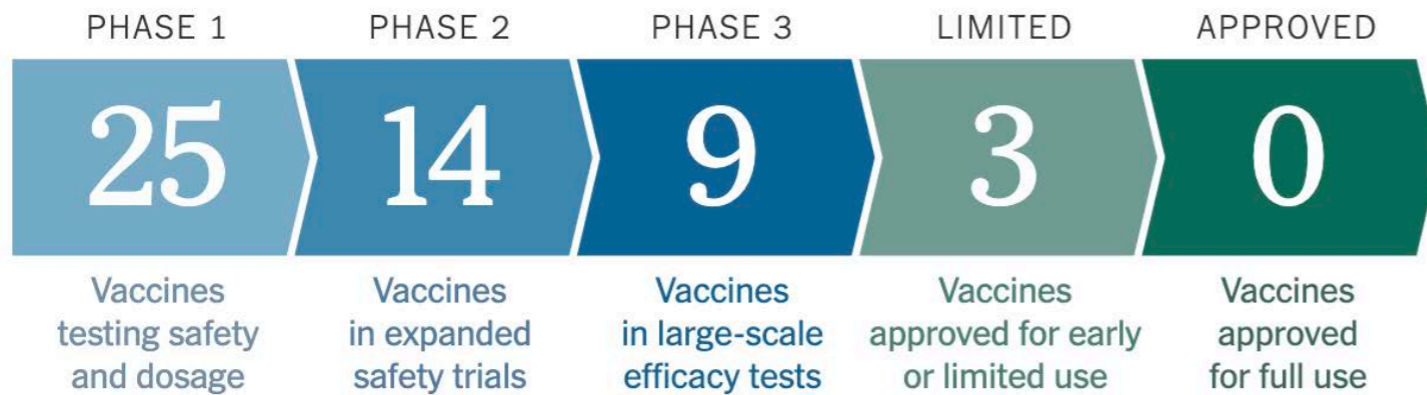 PHASE 1 PHASE 2 PHASE 3 LIMITED APPROVED
25 14 9 3 0
Vaccines Vaccines Vaccines Vaccines Vaccines
testing safety in expanded in large-scale approved for early approved
and dosage safety trials efficacy tests or limited use for full use